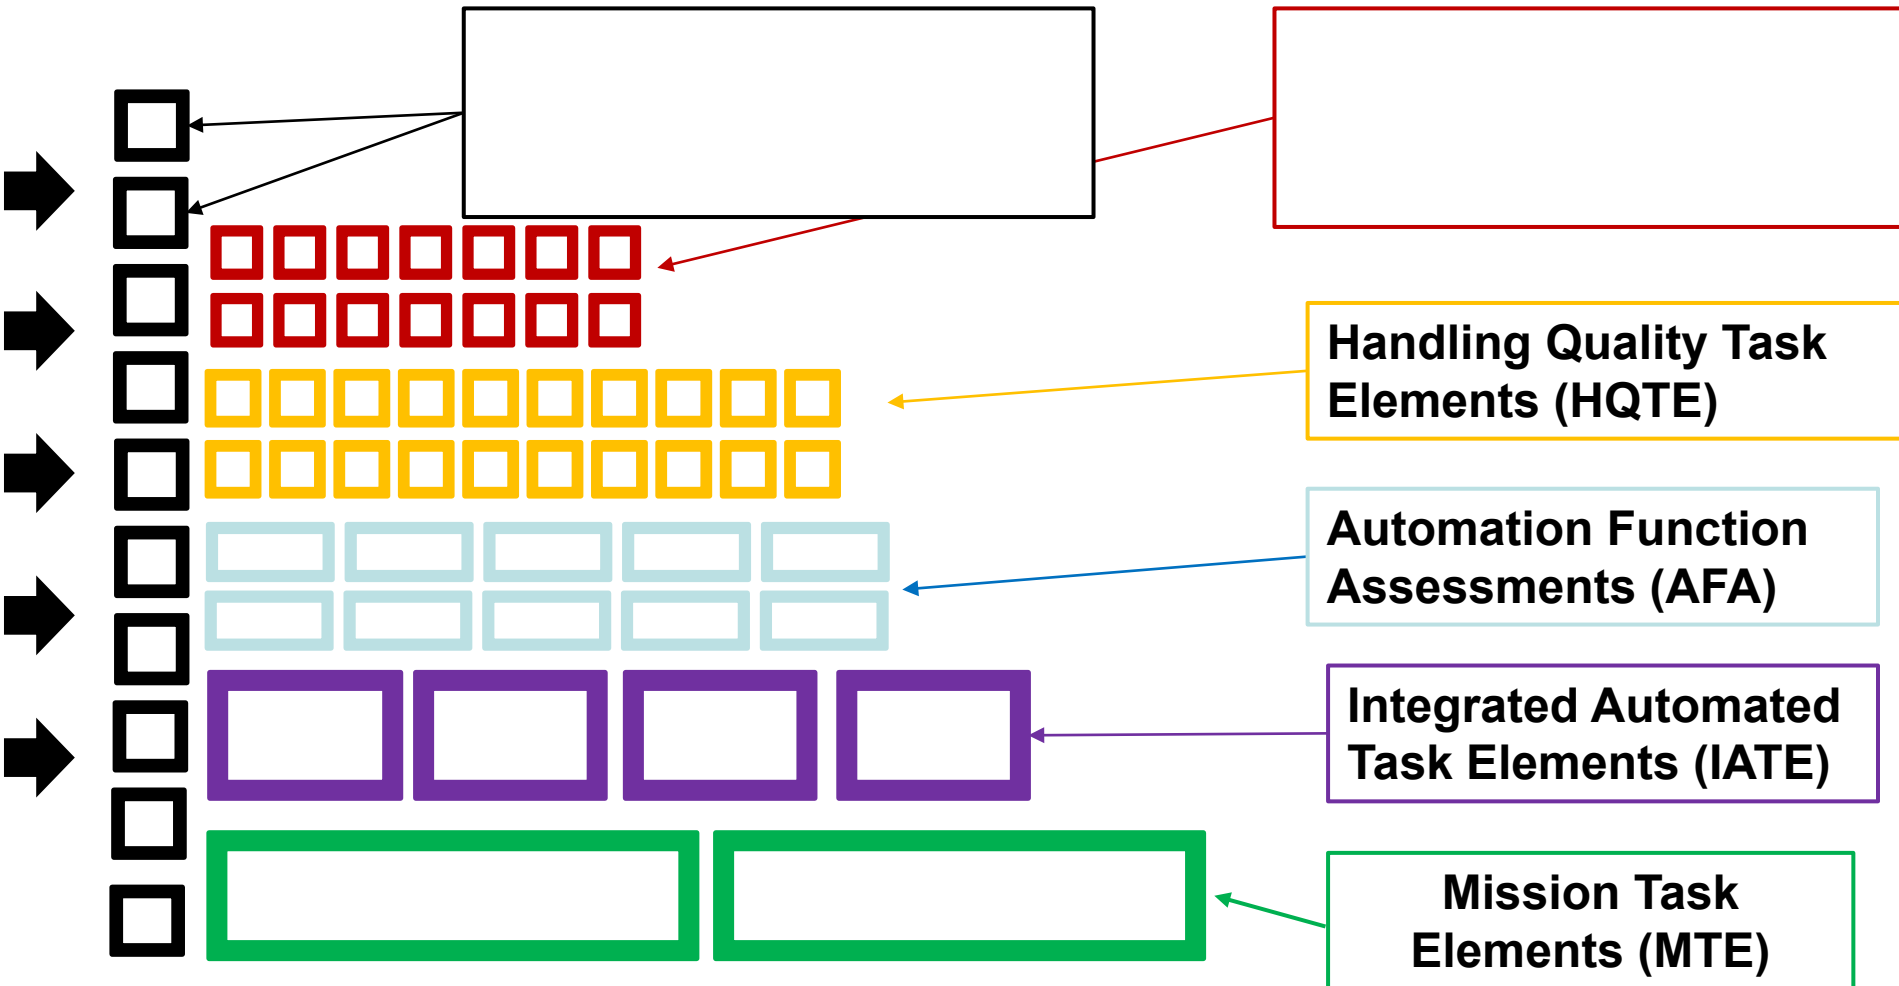 Handling Quality Task
Elements (HQTE)
Automation Function
Assessments (AFA)
Integrated Automated
Task Elements (IATE)
Mission Task
Elements (MTE)